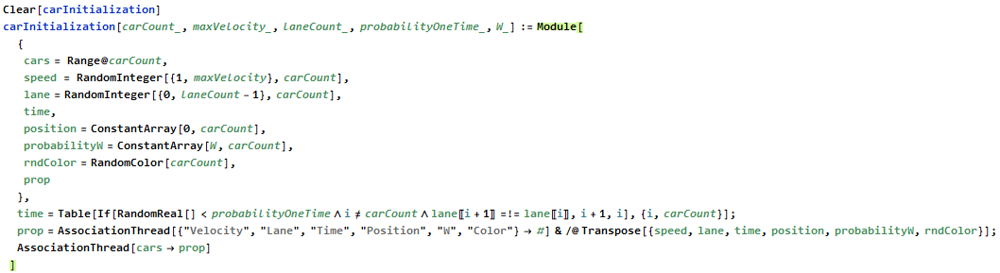 Clear[carInitialization]
carInitialization[carCount_, maxVelocity_, laneCount_, probabilityOneTime_, W_] := Module[
{
cars = Range@carCount,
speed = RandomInteger[{1, maxVelocity}, carCount],
lane = RandomInteger[{0, laneCount - 1}, carCount],
time,
position = ConstantArray[0, carCount],
probabilityW = ConstantArray[W, carCount],
rndColor = RandomColor[carCount],
prop
},
time = Table[If[RandomReal[] < probabilityOneTime ∧ i ≠ carCount ∧ lane⟦i + 1⟧ =!= lane⟦i⟧, i + 1, i], {i, carCount}];
prop = AssociationThread[{"Velocity", "Lane", "Time", "Position", "W", "Color"} → #] & /@ Transpose[{speed, lane, time, position, probabilityW, rndColor}];
AssociationThread[cars → prop]
]